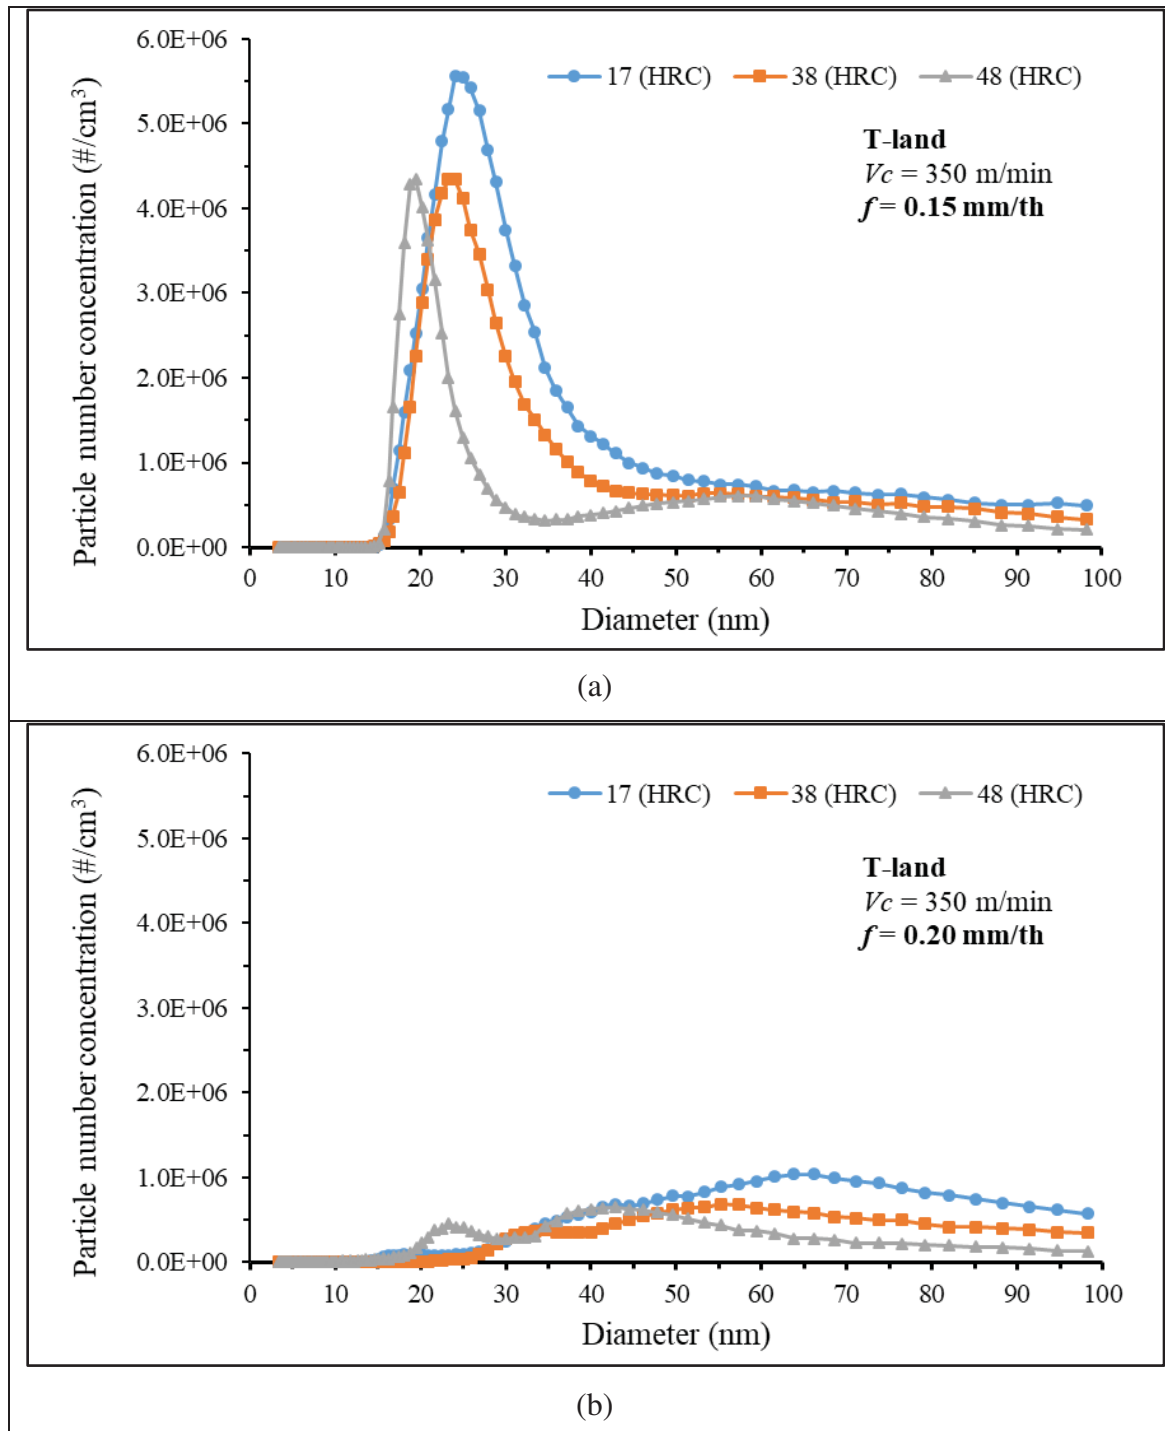 6.0E+06
17 (HRC) 38 (HRC) 48 (HRC)
5.0E+06
T-land
Vc = 350 m/min
4.0E+06
f = 0.15 mm/th
3.0E+06
2.0E+06
1.0E+06
0.0E+00
Particle number concentration (#/cm³)
0 10 20 30 40 50 60 70 80 90 100
Diameter (nm)
(a)
6.0E+06
17 (HRC) 38 (HRC) 48 (HRC)
5.0E+06
T-land
Vc = 350 m/min
4.0E+06
f = 0.20 mm/th
3.0E+06
2.0E+06
1.0E+06
0.0E+00
Particle number concentration (#/cm³)
0 10 20 30 40 50 60 70 80 90 100
Diameter (nm)
(b)